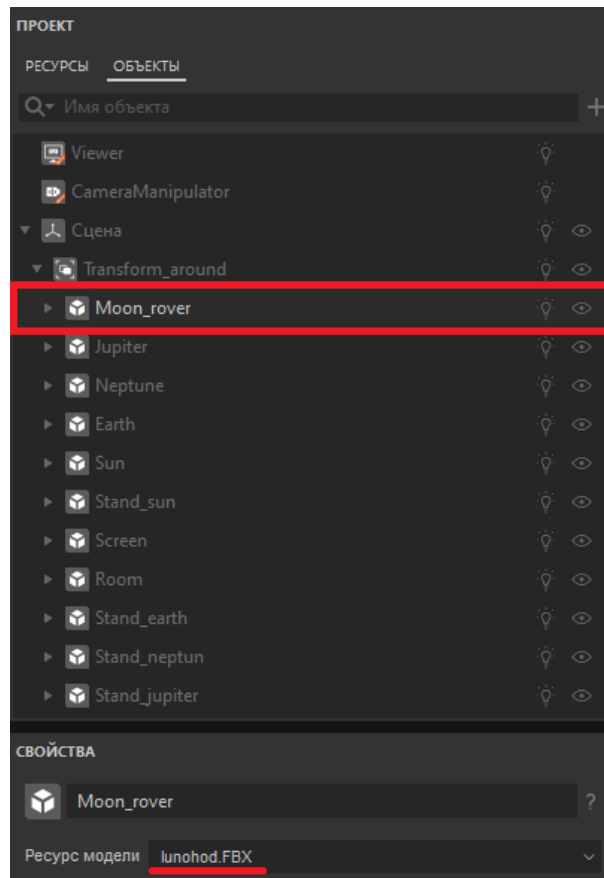 ПРОЕКТ
РЕСУРСЫ ОБЪЕКТЫ
Имя объекта
Viewer
CameraManipulator
Сцена
Transform_around
Moon_rover
Jupiter
Neptune
Earth
Sun
Stand_sun
Screen
Room
Stand_earth
Stand_neptun
Stand_jupiter
СВОЙСТВА
Moon_rover ?
Ресурс модели lunohod.FBX